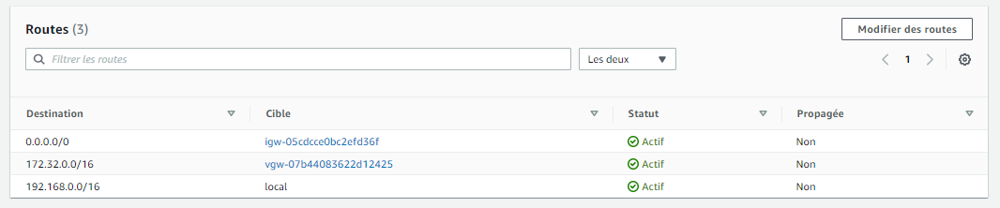 Routes (3)
Modifier des routes
Filtrer les routes
Les deux
1
Destination Cible Statut Propagée
0.0.0.0/0 igw-05cdcce0bc2efd36f Actif Non
172.32.0.0/16 vgw-07b44083622d12425 Actif Non
192.168.0.0/16 local Actif Non